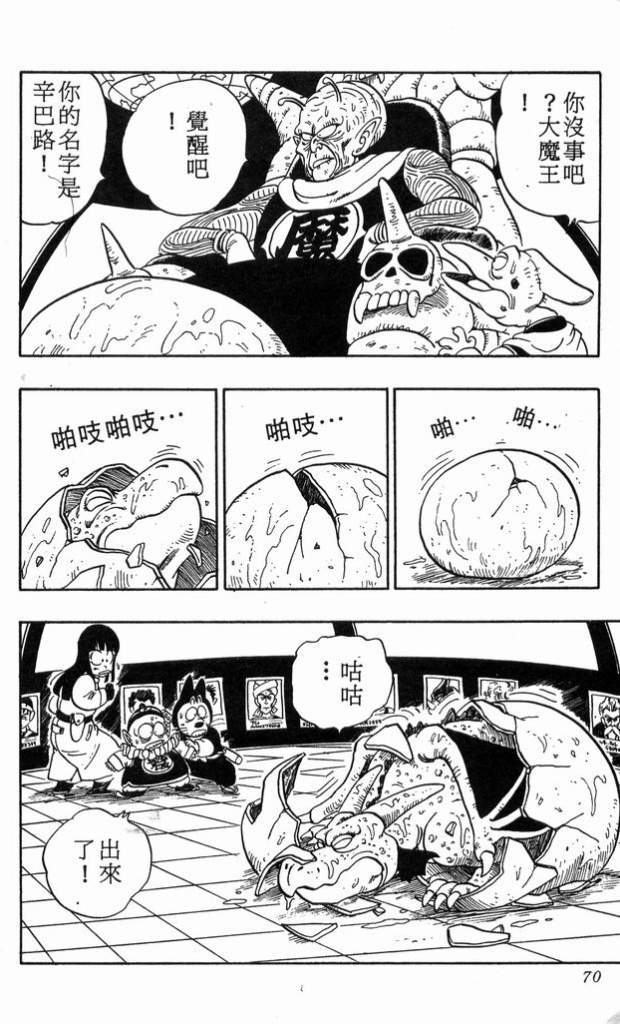 你沒事吧
？大魔王
！
覺醒吧
！
你的名字是
辛巴路！
魔
啪…
啪…
啪吱…
啪吱啪吱…
咕咕
…
出來
了！
70